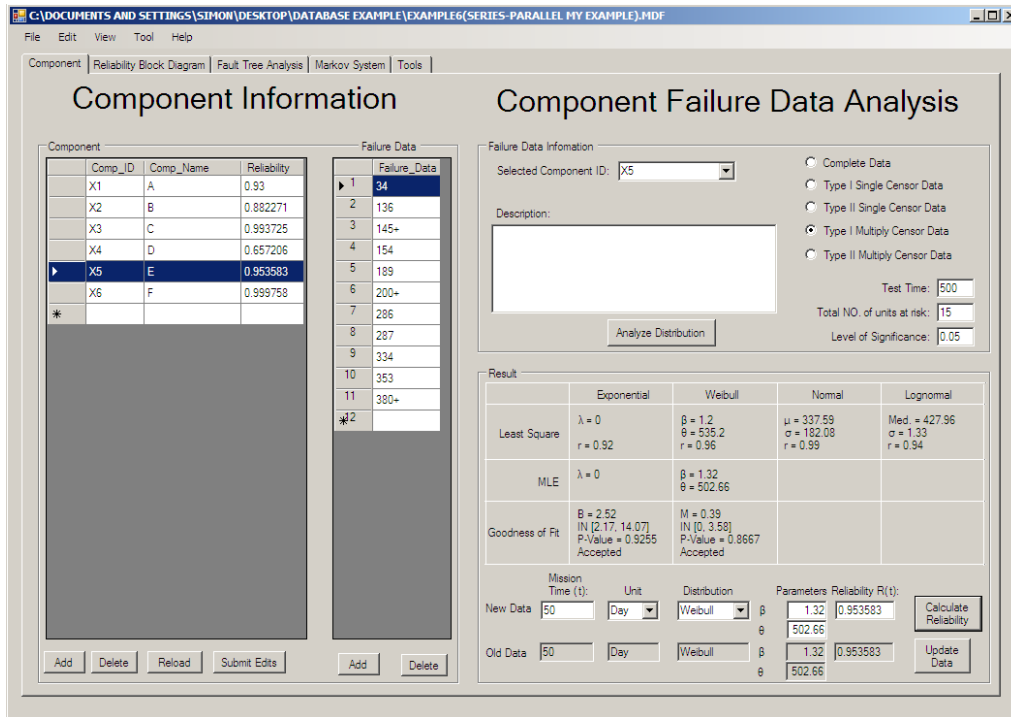 C:\DOCUMENTS AND SETTINGS\SIMON\DESKTOP\DATABASE EXAMPLE\EXAMPLE6(SERIES-PARALLEL MY EXAMPLE).MDF
File Edit View Tool Help
Component Reliability Block Diagram Fault Tree Analysis Markov System Tools
Component Information
Component
Comp_ID Comp_Name Reliability
X1 A 0.93
X2 B 0.882271
X3 C 0.993725
X4 D 0.657206
X5 E 0.953583
X6 F 0.999758
Add Delete Reload Submit Edits
Failure Data
Failure_Data
1 34
2 136
3 145+
4 154
5 189
6 200+
7 286
8 287
9 334
10 353
11 380+
12
Add Delete
Component Failure Data Analysis
Failure Data Infomation
Selected Component ID: X5
Description:
Analyze Distribution
Complete Data
Type I Single Censor Data
Type II Single Censor Data
Type I Multiply Censor Data
Type II Multiply Censor Data
Test Time: 500
Total NO. of units at risk: 15
Level of Significance: 0.05
Result
Exponential Weibull Normal Lognormal
Least Square
λ = 0
r = 0.92
β = 1.2
θ = 535.2
r = 0.96
μ = 337.59
σ = 182.08
r = 0.99
Med. = 427.96
σ = 1.33
r = 0.94
MLE
λ = 0
β = 1.32
θ = 502.66
Goodness of Fit
B = 2.52
IN [2.17, 14.07]
P-Value = 0.9255
Accepted
M = 0.39
IN [0, 3.58]
P-Value = 0.8667
Accepted
Mission
Time (t): Unit Distribution Parameters Reliability R(t):
New Data 50 Day Weibull β 1.32 0.953583
θ 502.66
Calculate
Reliability
Old Data 50 Day Weibull β 1.32 0.953583
θ 502.66
Update
Data